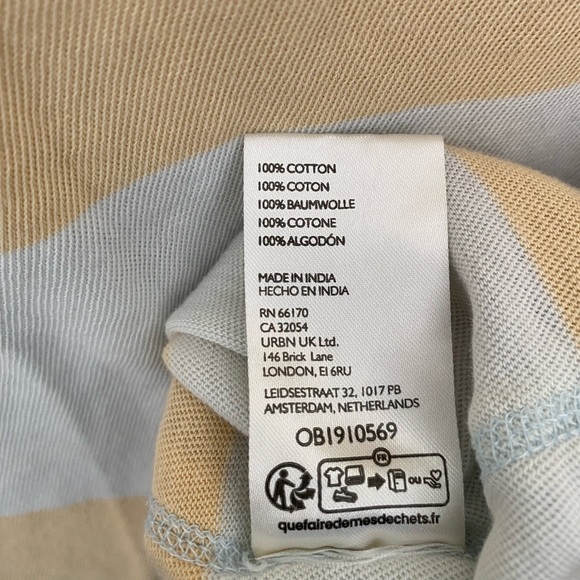 100% COTTON
100% COTON
100% BAUMWOLLE
100% COTONE
100% ALGODÓN
MADE IN INDIA
HECHO EN INDIA
RN 66170
CA 32054
URBN UK Ltd.
146 Brick Lane
LONDON, E1 6RU
LEIDSESTRAAT 32, 1017 PB
AMSTERDAM, NETHERLANDS
OB1910569
FR
OU
quefairedemesdechets.fr